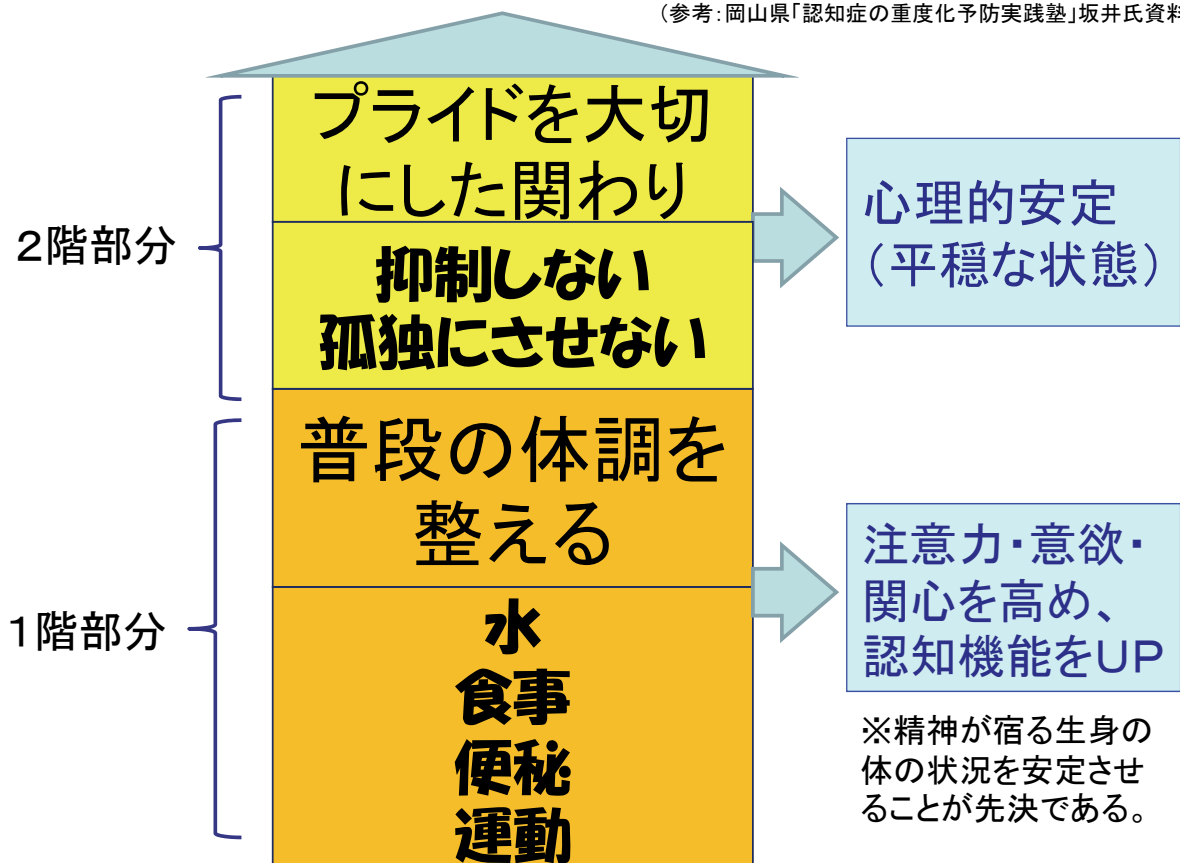 （参考：岡山県「認知症の重度化予防実践塾」坂井氏資料
プライドを大切
にした関わり
２階部分
抑制しない
孤独にさせない
心理的安定
（平穏な状態）
普段の体調を
整える
１階部分
水
食事
便秘
運動
注意力・意欲・
関心を高め、
認知機能をＵＰ
※精神が宿る生身の
体の状況を安定させ
ることが先決である。